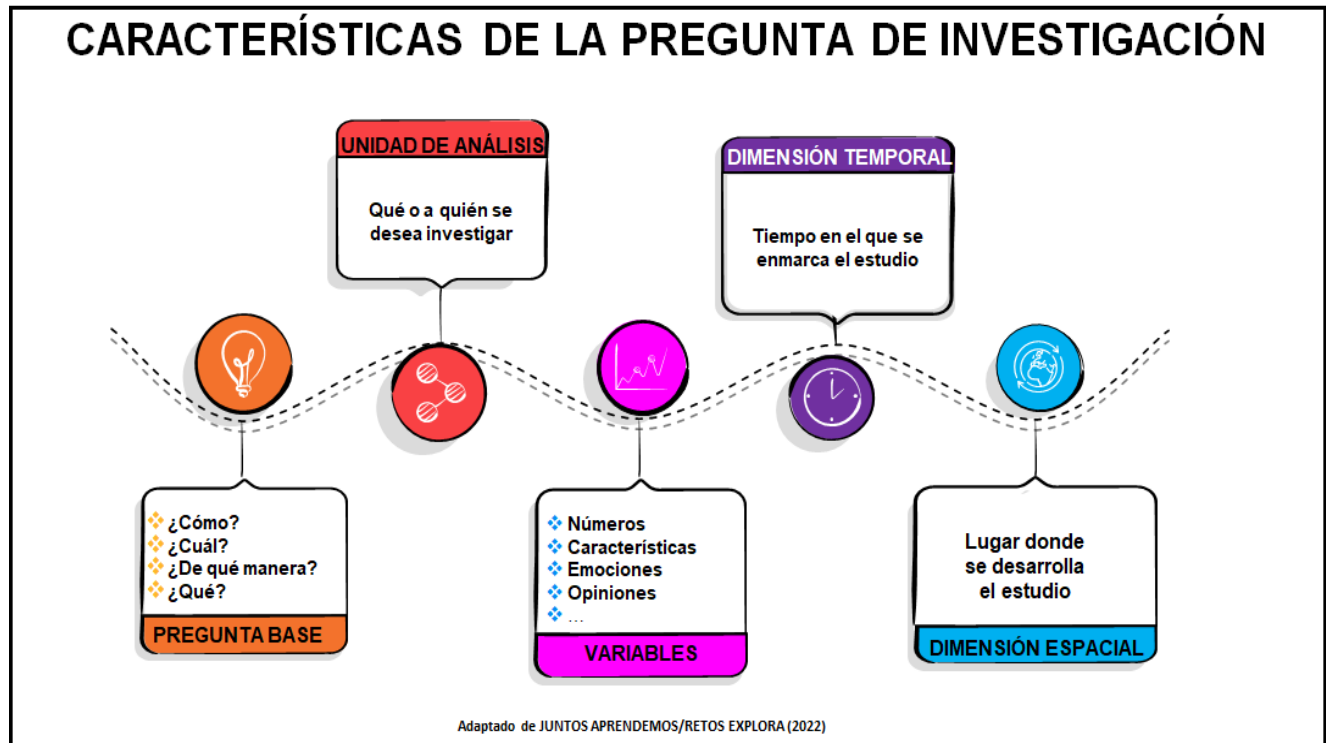 CARACTERÍSTICAS DE LA PREGUNTA DE INVESTIGACIÓN
¿Cómo?
¿Cuál?
¿De qué manera?
¿Qué?
PREGUNTA BASE
UNIDAD DE ANÁLISIS
Qué o a quién se
desea investigar
Números
Características
Emociones
Opiniones
...
VARIABLES
DIMENSIÓN TEMPORAL
Tiempo en el que se
enmarca el estudio
Lugar donde
se desarrolla
el estudio
DIMENSIÓN ESPACIAL
Adaptado de JUNTOS APRENDEMOS/RETOS EXPLORA (2022)